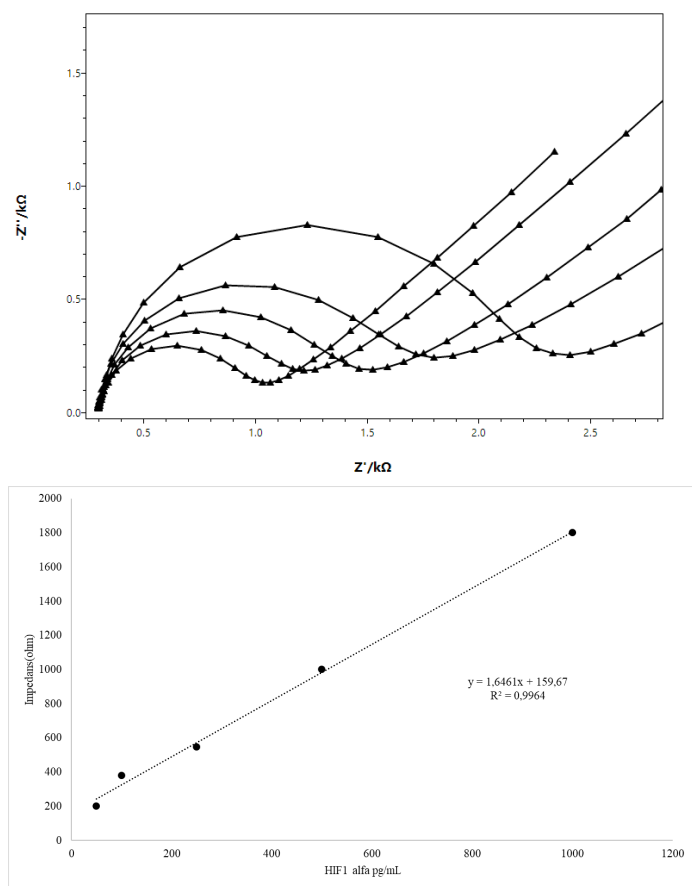 1.5
1.0
-Z''/kΩ
0.5
0.0
0.5 1.0 1.5 2.0 2.5
Z'/kΩ
2000
1800
1600
1400
1200
Impedans(ohm)
1000
y = 1,6461x + 159,67
R² = 0,9964
800
600
400
200
0
0 200 400 600 800 1000 1200
HIF1 alfa pg/mL